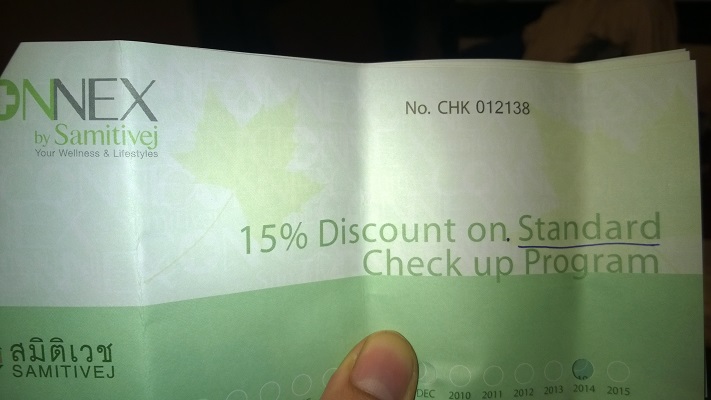 ONNEX
by Samitivej
Your Wellness & Lifestyles
No. CHK 012138
15% Discount on Standard
Check up Program
สมิติเวช
SAMITIVEJ
DEC 2010 2011 2012 2013 2014 2015